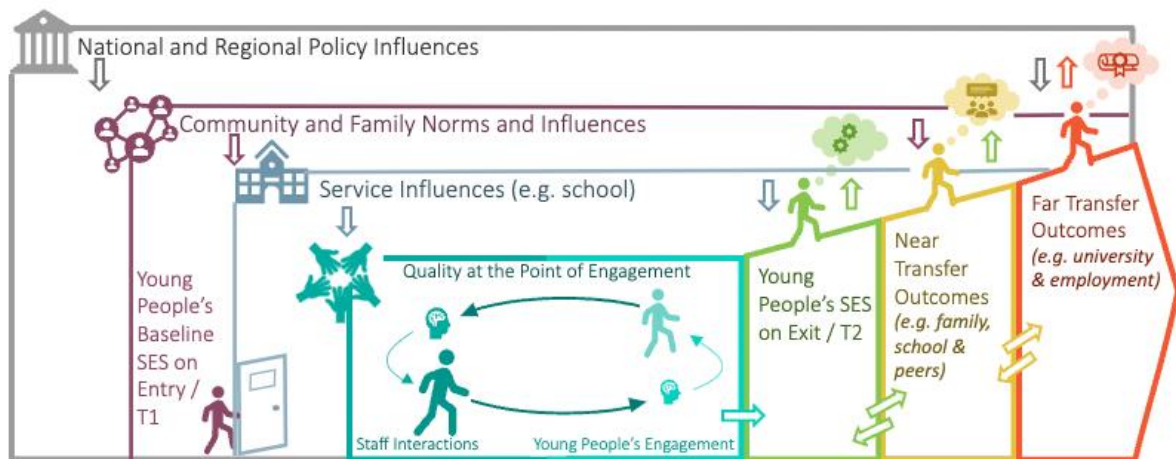 National and Regional Policy Influences
Community and Family Norms and Influences
Service Influences (e.g. school)
Young
People's
Baseline
SES on
Entry /
T1
Quality at the Point of Engagement
Staff Interactions
Young People's Engagement
Young
People's SES
on Exit / T2
Near
Transfer
Outcomes
(e.g. family,
school &
peers)
Far Transfer
Outcomes
(e.g. university
& employment)